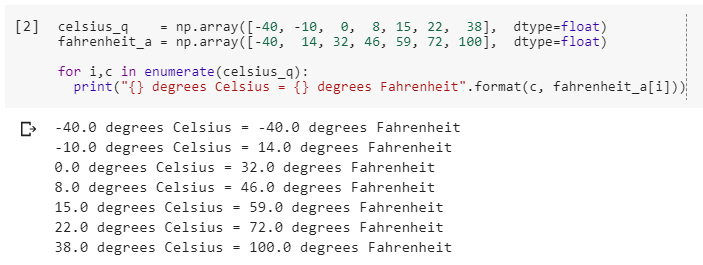 [2] celsius_q    = np.array([-40, -10,  0,  8, 15, 22,  38],  dtype=float)
fahrenheit_a = np.array([-40,  14, 32, 46, 59, 72, 100],  dtype=float)
for i,c in enumerate(celsius_q):
  print("{} degrees Celsius = {} degrees Fahrenheit".format(c, fahrenheit_a[i]))
-40.0 degrees Celsius = -40.0 degrees Fahrenheit
-10.0 degrees Celsius = 14.0 degrees Fahrenheit
0.0 degrees Celsius = 32.0 degrees Fahrenheit
8.0 degrees Celsius = 46.0 degrees Fahrenheit
15.0 degrees Celsius = 59.0 degrees Fahrenheit
22.0 degrees Celsius = 72.0 degrees Fahrenheit
38.0 degrees Celsius = 100.0 degrees Fahrenheit